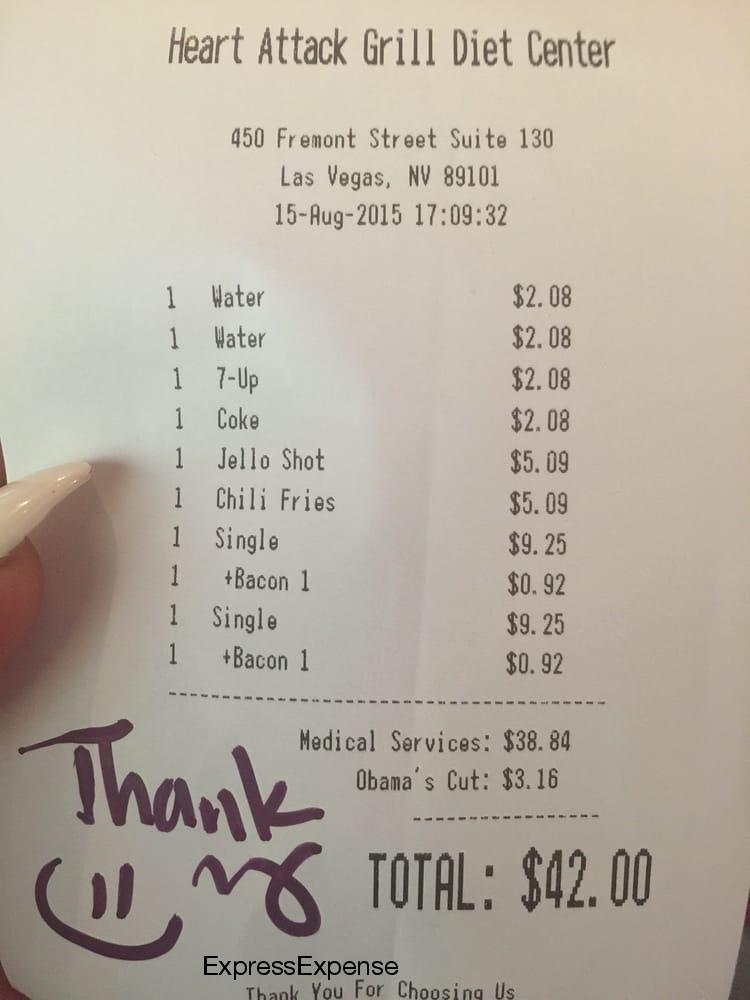 Heart Attack Grill Diet Center
450 Fremont Street Suite 130
Las Vegas, NV 89101
15-Aug-2015 17:09:32
1 Water $2.08
1 Water $2.08
1 7-Up $2.08
1 Coke $2.08
1 Jello Shot $5.09
1 Chili Fries $5.09
1 Single $9.25
1 +Bacon 1 $0.92
1 Single $9.25
1 +Bacon 1 $0.92
Medical Services: $38.84
Obama's Cut: $3.16
TOTAL: $42.00
Thank
ExpressExpense
Thank You For Choosing Us